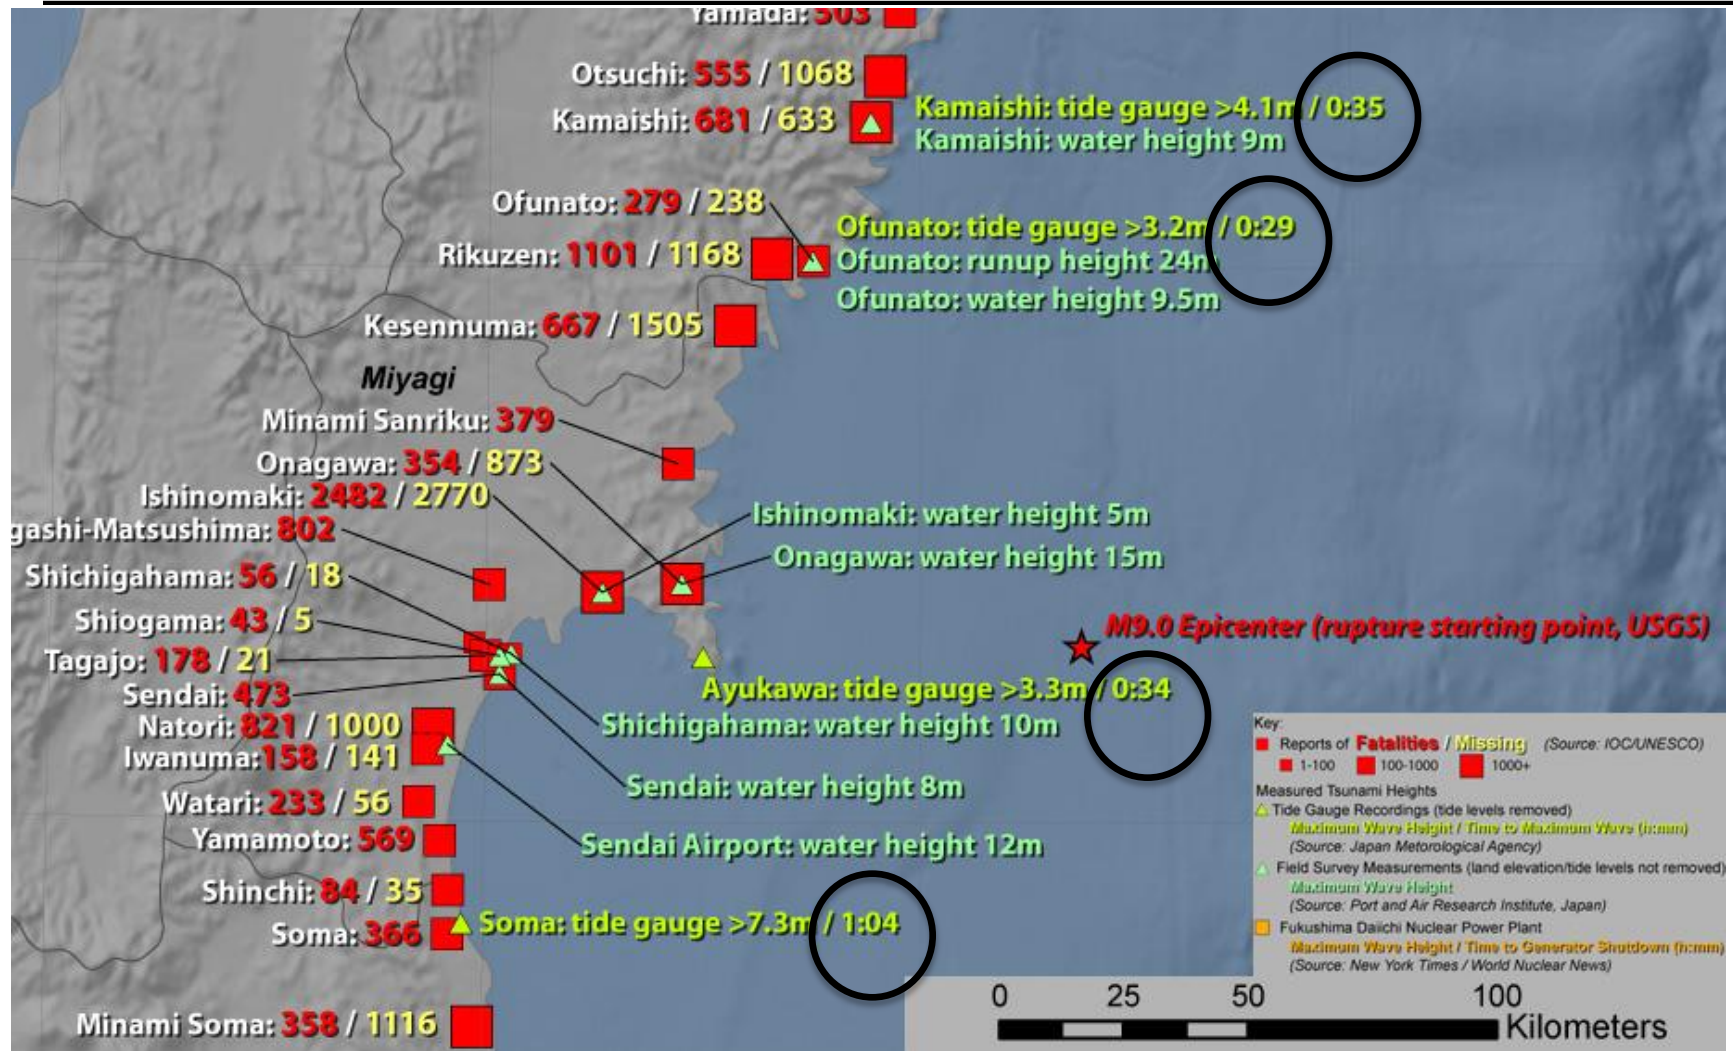 Yamada: 503
Otsuchi: 555 / 1068
Kamaishi: 681 / 633
Kamaishi: tide gauge >4.1m / 0:35
Kamaishi: water height 9m
Ofunato: 279 / 238
Ofunato: tide gauge >3.2m / 0:29
Rikuzen: 1101 / 1168
Ofunato: runup height 24m
Ofunato: water height 9.5m
Kesennuma: 667 / 1505
Miyagi
Minami Sanriku: 379
Onagawa: 354 / 873
Ishinomaki: 2482 / 2770
Ishinomaki: water height 5m
gashi-Matsushima: 802
Onagawa: water height 15m
Shichigahama: 56 / 18
Shiogama: 43 / 5
M9.0 Epicenter (rupture starting point, USGS)
Tagajo: 178 / 21
Sendai: 473
Ayukawa: tide gauge >3.3m / 0:34
Natori: 821 / 1000
Shichigahama: water height 10m
Iwanuma: 158 / 141
Sendai: water height 8m
Watari: 233 / 56
Yamamoto: 569
Sendai Airport: water height 12m
Shinchi: 84 / 35
Soma: 366
Soma: tide gauge >7.3m / 1:04
Minami Soma: 358 / 1116
Key:
Reports of Fatalities / Missing (Source: IOC/UNESCO)
1-100 100-1000 1000+
Measured Tsunami Heights
Tide Gauge Recordings (tide levels removed)
Maximum Wave Height / Time to Maximum Wave (h:mm)
(Source: Japan Metorological Agency)
Field Survey Measurements (land elevation/tide levels not removed)
Maximum Wave Height
(Source: Port and Air Research Institute, Japan)
Fukushima Daiichi Nuclear Power Plant
Maximum Wave Height / Time to Generator Shutdown (h:mm)
(Source: New York Times / World Nuclear News)
0 25 50 100
Kilometers